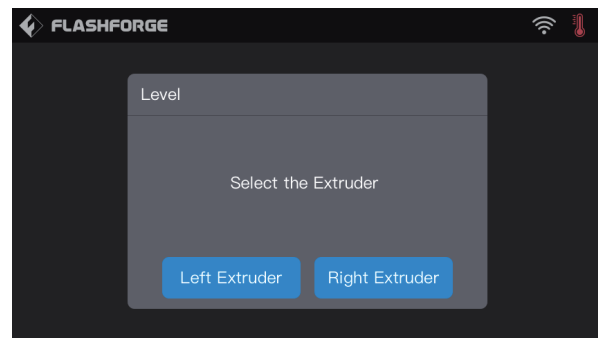 FLASHFORGE
Level
Select the Extruder
Left Extruder
Right Extruder